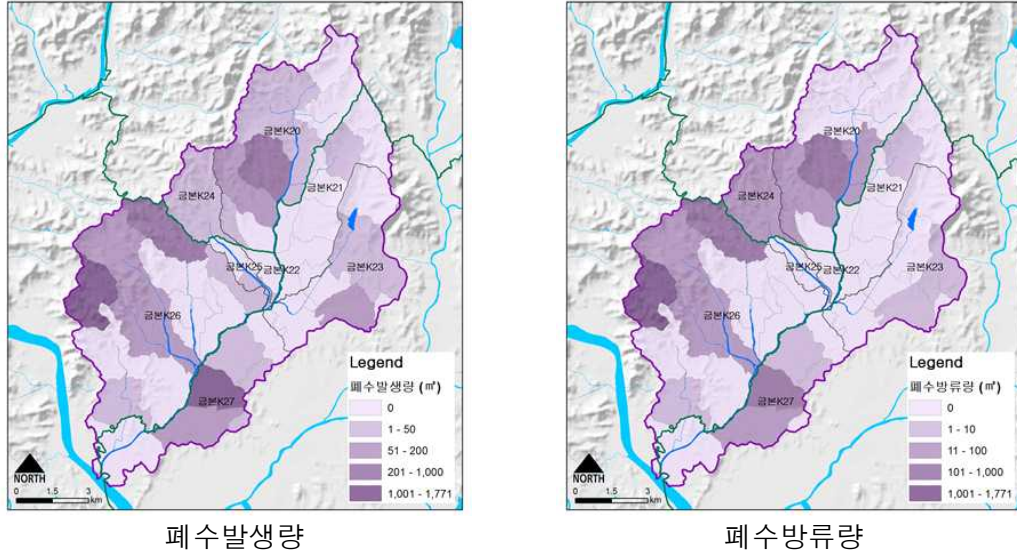 금본K20
금본K21
금본K24
금본K25
금본K22
금본K23
금본K26
금본K27
Legend
폐수발생량 (㎥)
0
1 - 50
51 - 200
201 - 1,000
1,001 - 1,771
NORTH
0 1.5 3
km
폐수발생량
금본K20
금본K21
금본K24
금본K25
금본K22
금본K23
금본K26
금본K27
Legend
폐수방류량 (㎥)
0
1 - 10
11 - 100
101 - 1,000
1,001 - 1,771
NORTH
0 1.5 3
km
폐수방류량